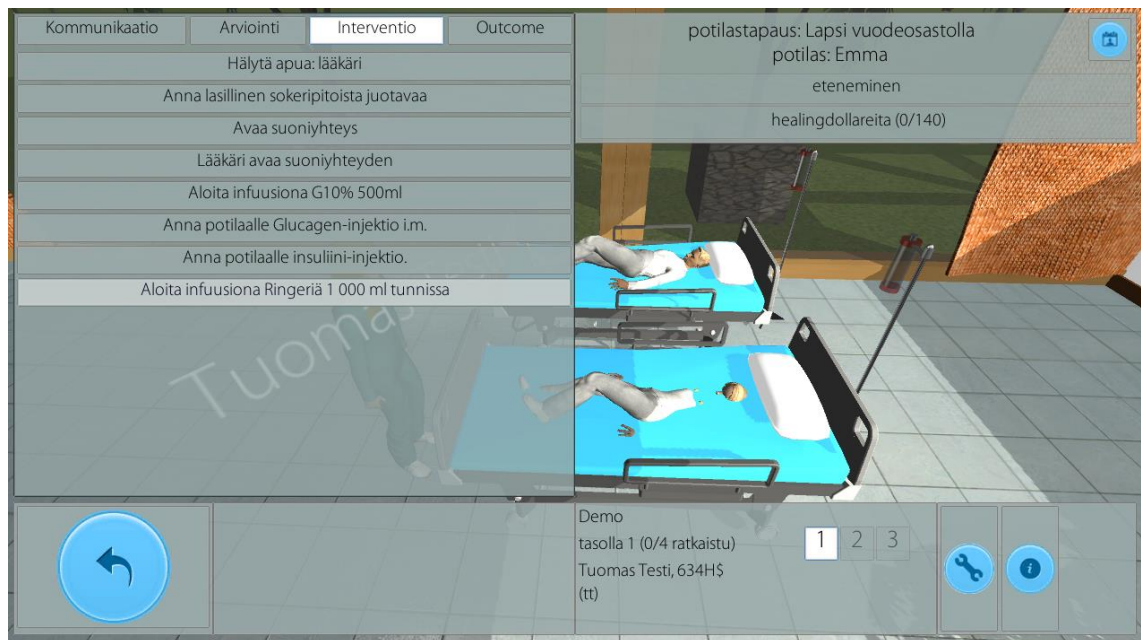 Kommunikaatio
Arviointi
Interventio
Outcome
Hälytä apua: lääkäri
Anna lasillinen sokeripitoista juotavaa
Avaa suoniyhteys
Lääkäri avaa suoniyhteyden
Aloita infuusiona G10% 500ml
Anna potilaalle Glucagen-injektio i.m.
Anna potilaalle insuliini-injektio.
Aloita infuusiona Ringeriä 1 000 ml tunnissa
Tuomas
potilastapaus: Lapsi vuodeosastolla
potilas: Emma
eteneminen
healingdollareita (0/140)
Demo
tasolla 1 (0/4 ratkaistu)
Tuomas Testi, 634H$
(tt)
1 2 3